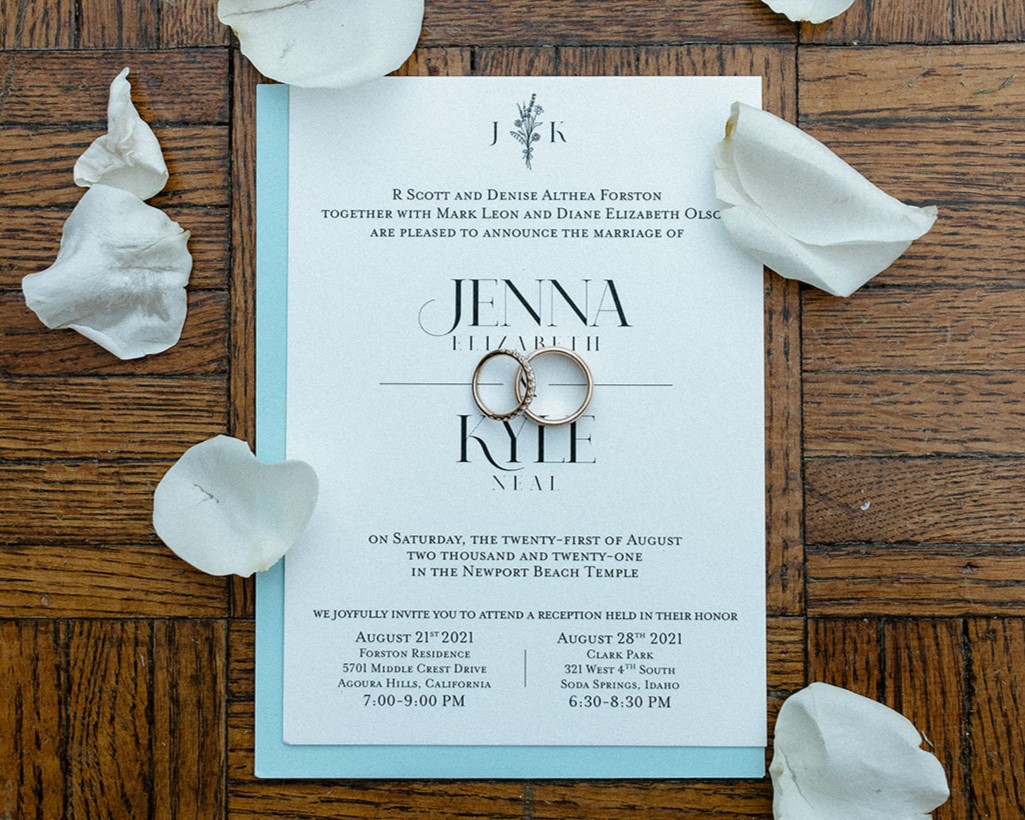 J K
R Scott and Denise Althea Forston
together with Mark Leon and Diane Elizabeth
are pleased to announce the marriage of
JENNA
ELIZABETH
KYLE
NEAL
on Saturday, the twenty-first of August
two thousand and twenty-one
in the Newport Beach Temple
we joyfully invite you to attend a reception held in their honor
August 21ST 2021
Forston Residence
5701 Middle Crest Drive
Agoura Hills, California
7:00-9:00 PM
August 28TH 2021
Clark Park
321 West 4TH South
Soda Springs, Idaho
6:30-8:30 PM